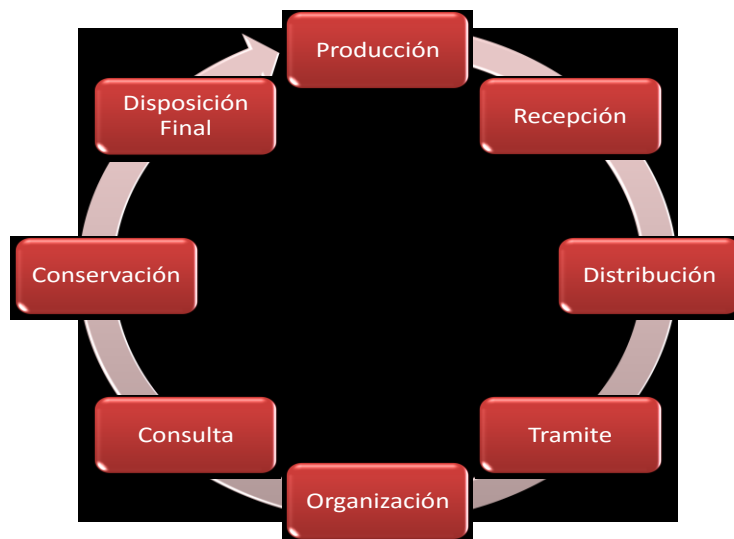 Producción
Recepción
Distribución
Tramite
Organización
Consulta
Conservación
Disposición
Final